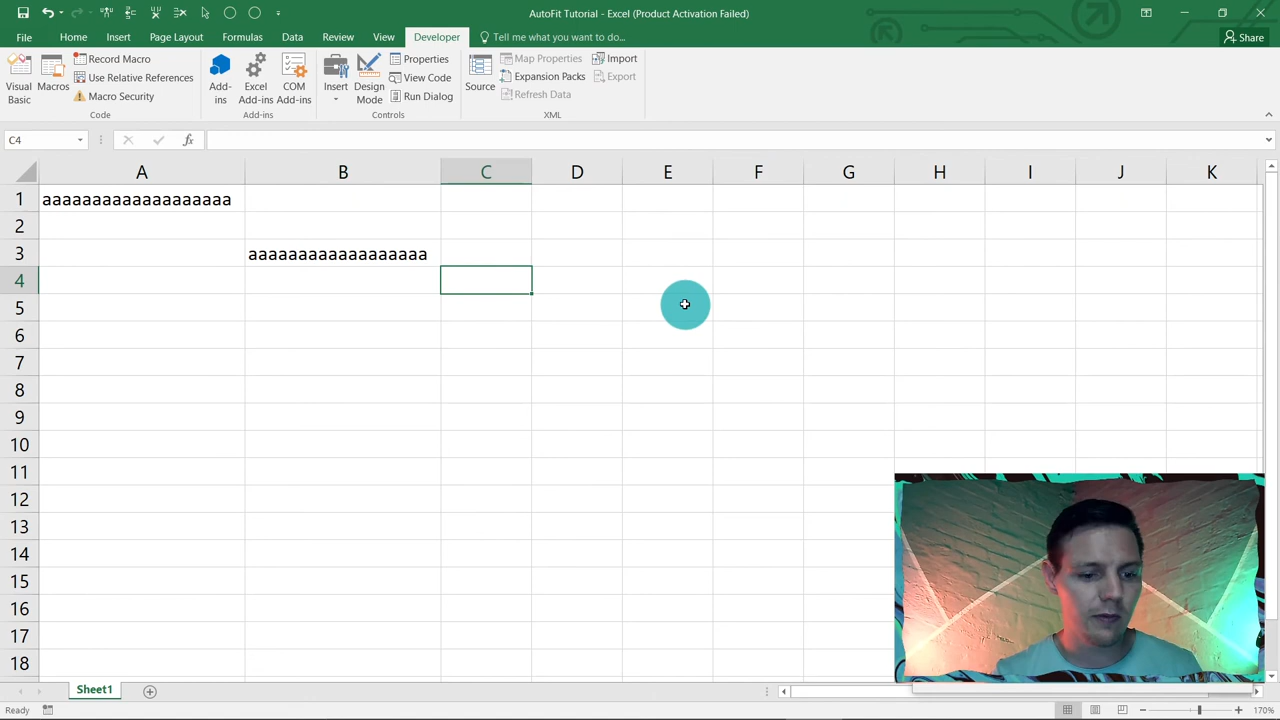 AutoFit Tutorial - Excel (Product Activation Failed)
File Home Insert Page Layout Formulas Data Review View Developer Tell me what you want to do... Share
Visual Basic
Macros
Record Macro
Use Relative References
Macro Security
Code
Add-ins
Excel Add-ins
COM Add-ins
Add-ins
Insert
Design Mode
Properties
View Code
Run Dialog
Controls
Source
Map Properties
Expansion Packs
Refresh Data
Import
Export
XML
C4 fx
A B C D E F G H I J K
1 aaaaaaaaaaaaaaaaaaa
2
3 aaaaaaaaaaaaaaaaaa
4
5
6
7
8
9
10
11
12
13
14
15
16
17
18
Sheet1
Ready 170%